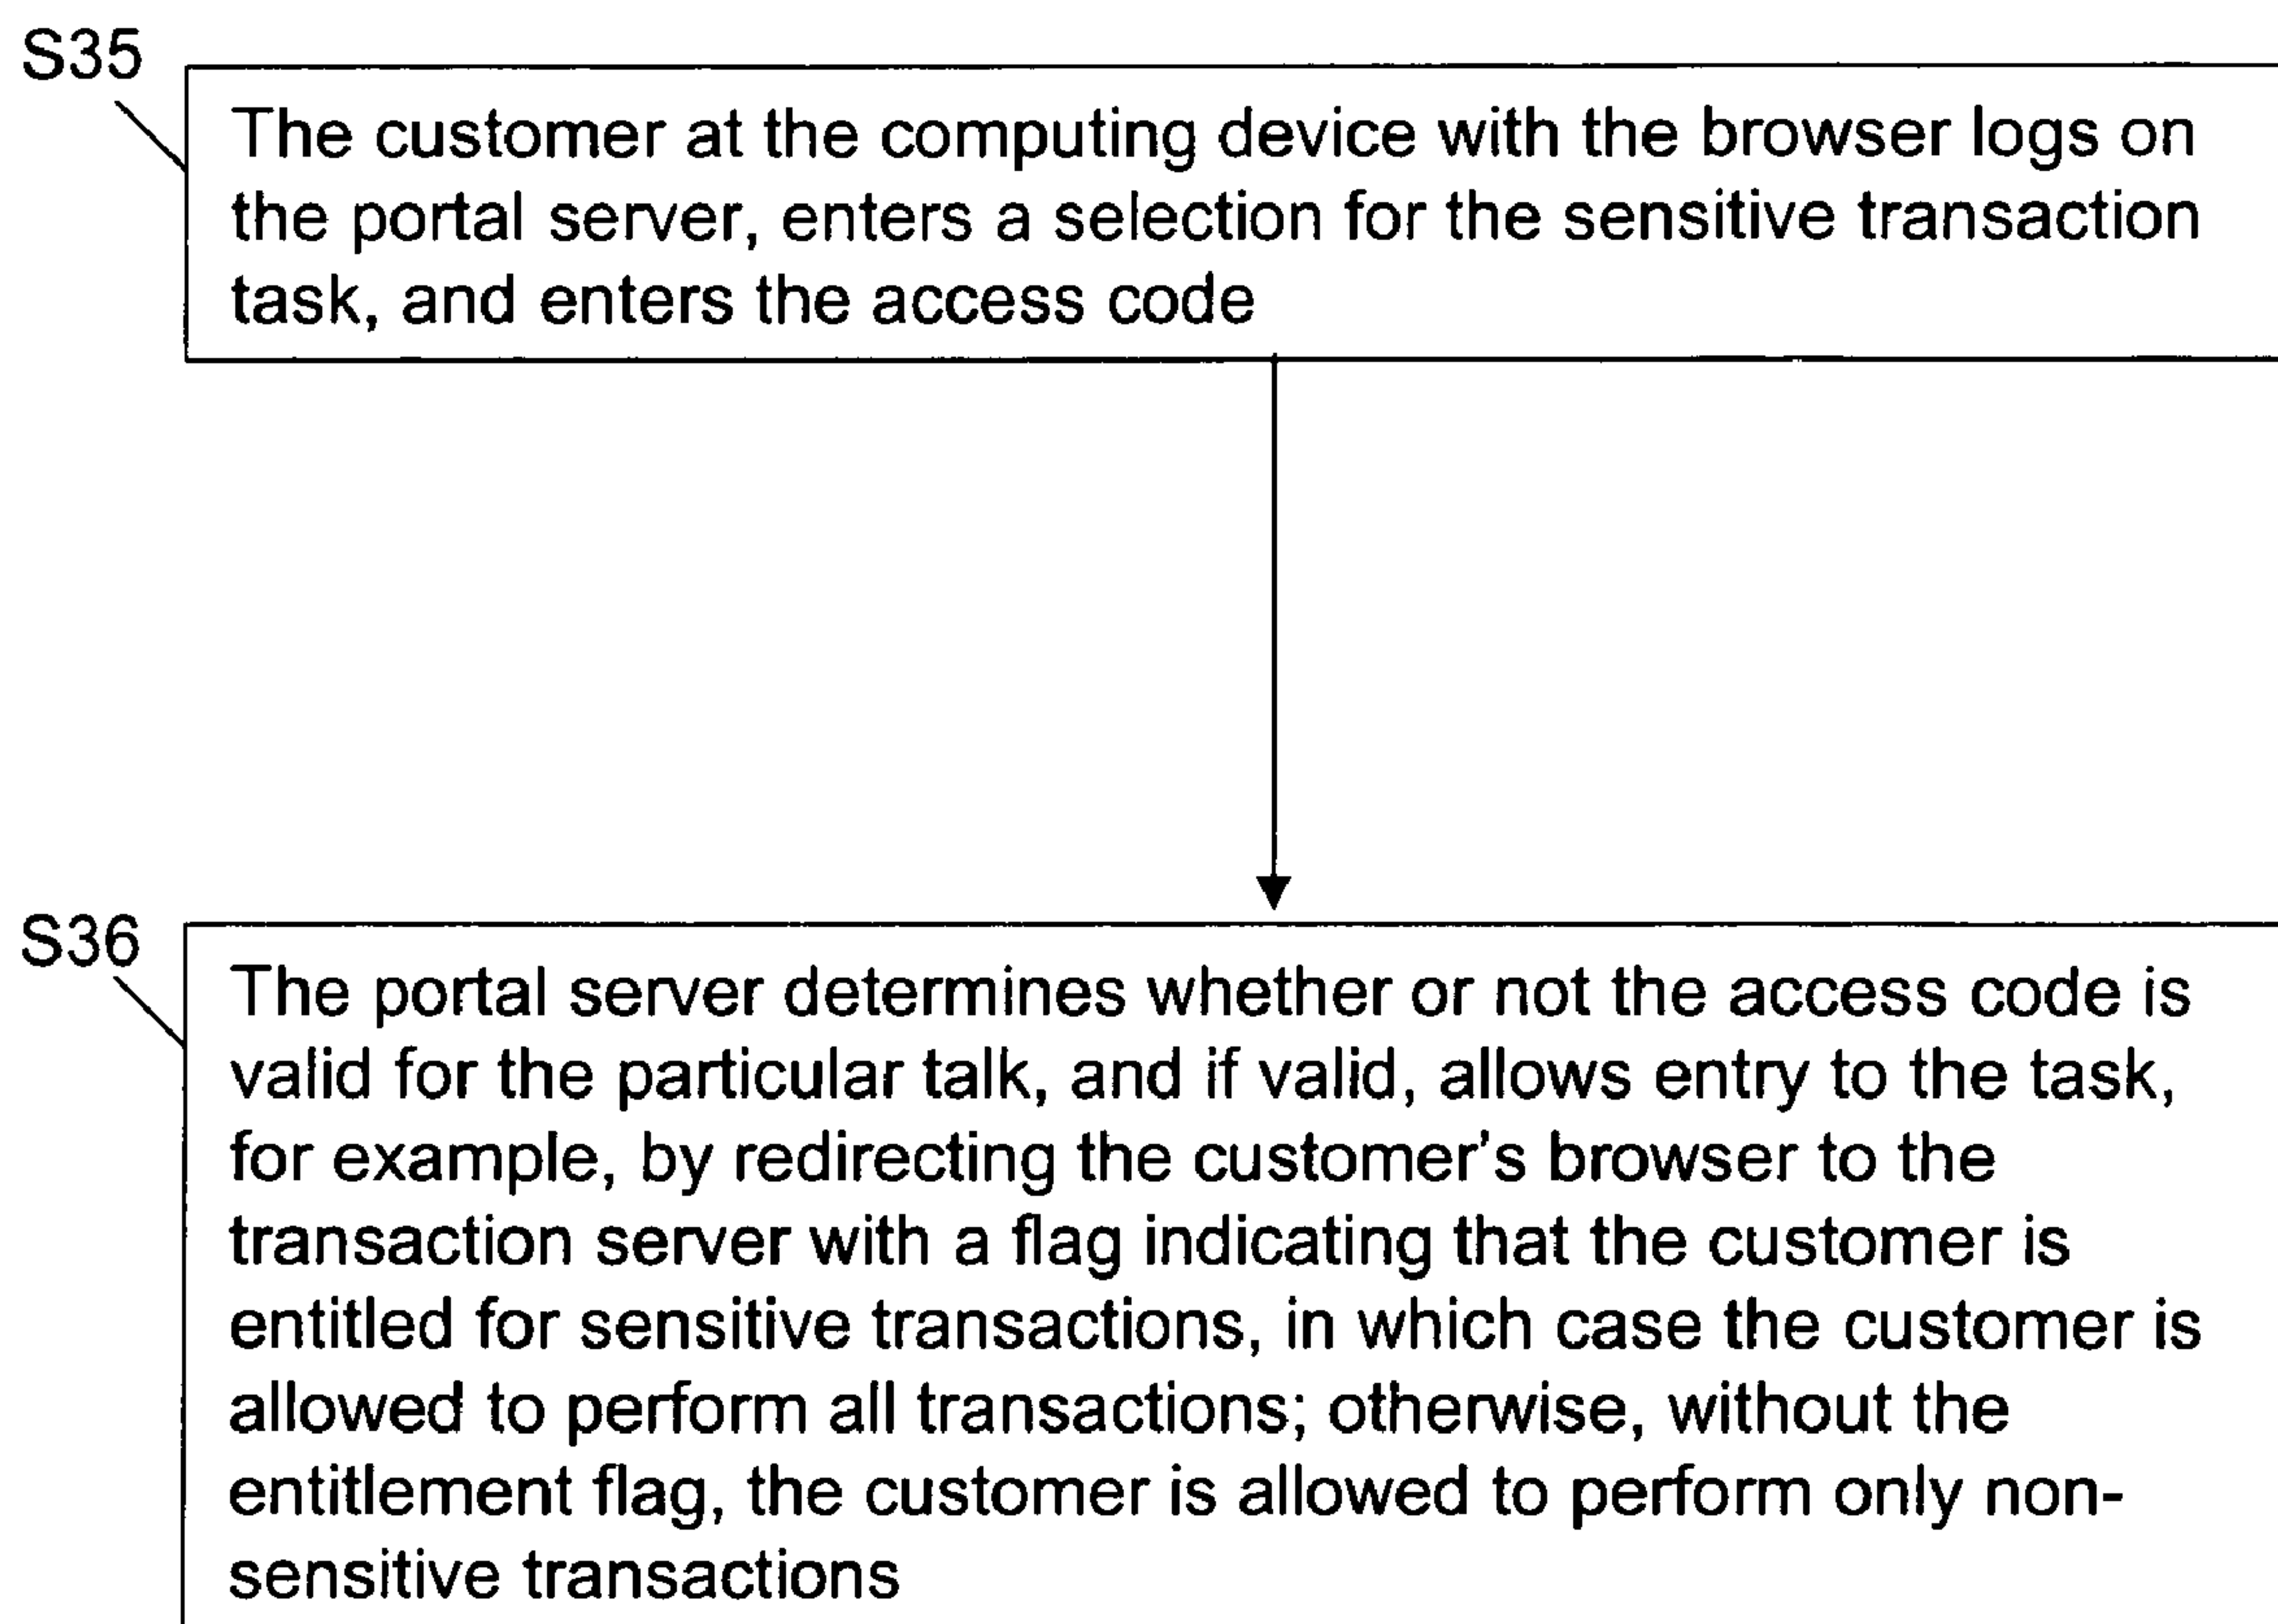 S35
The customer at the computing device with the browser logs on
the portal server, enters a selection for the sensitive transaction
task, and enters the access code
S36
The portal server determines whether or not the access code is
valid for the particular talk, and if valid, allows entry to the task,
for example, by redirecting the customer's browser to the
transaction server with a flag indicating that the customer is
entitled for sensitive transactions, in which case the customer is
allowed to perform all transactions; otherwise, without the
entitlement flag, the customer is allowed to perform only non-
sensitive transactions